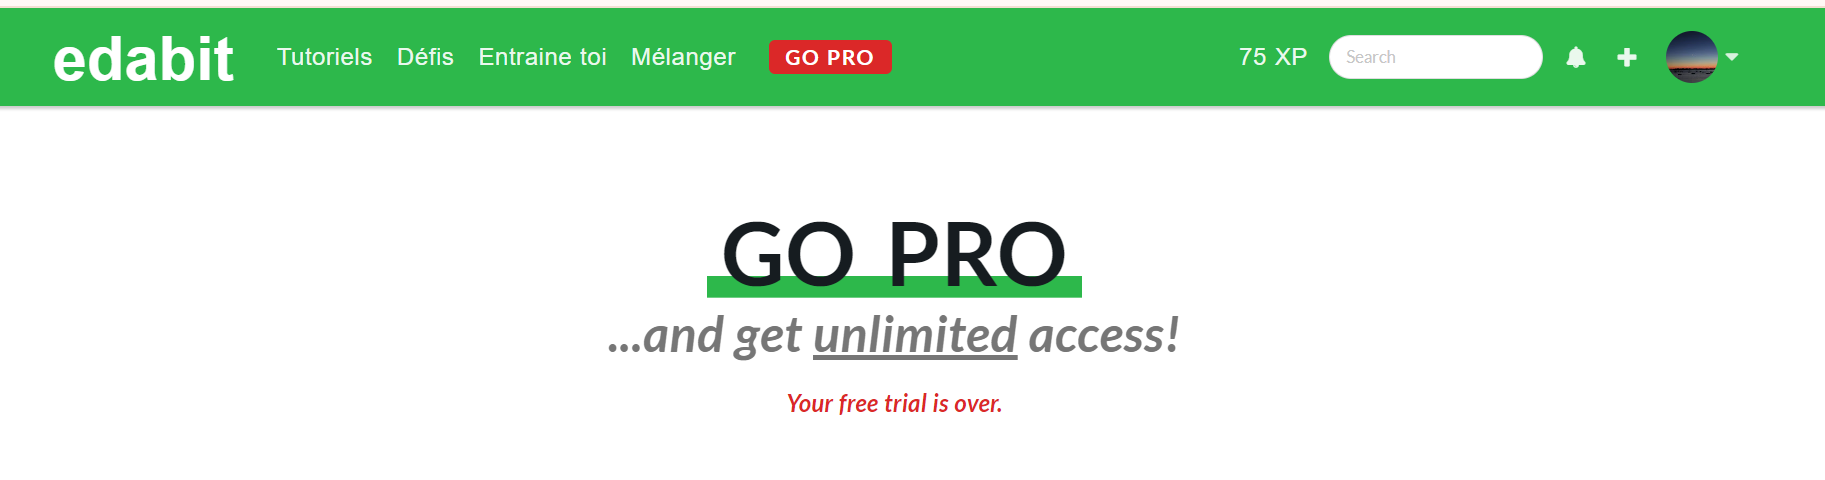 edabit Tutoriels Défis Entraine toi Mélanger GO PRO 75 XP Search
GO PRO
...and get unlimited access!
Your free trial is over.